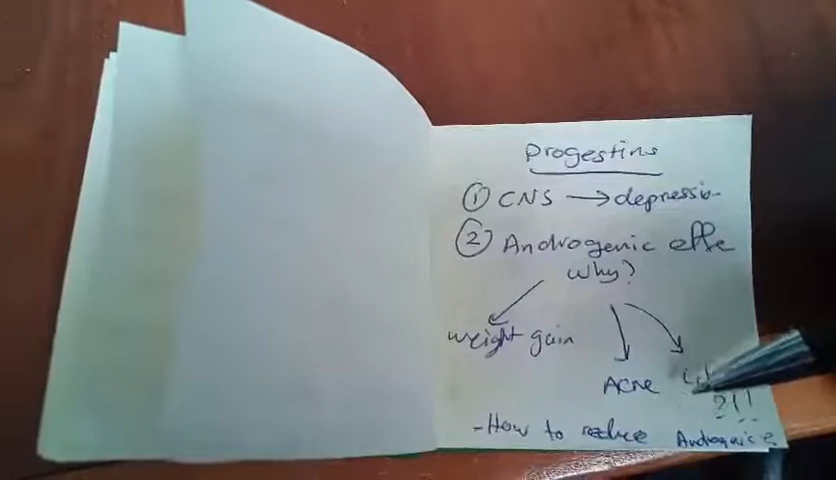 Progestins
① CNS → depressio
② Androgenic effe
why?
weight gain
Acne
?!!
-How to reduce Androgenic e